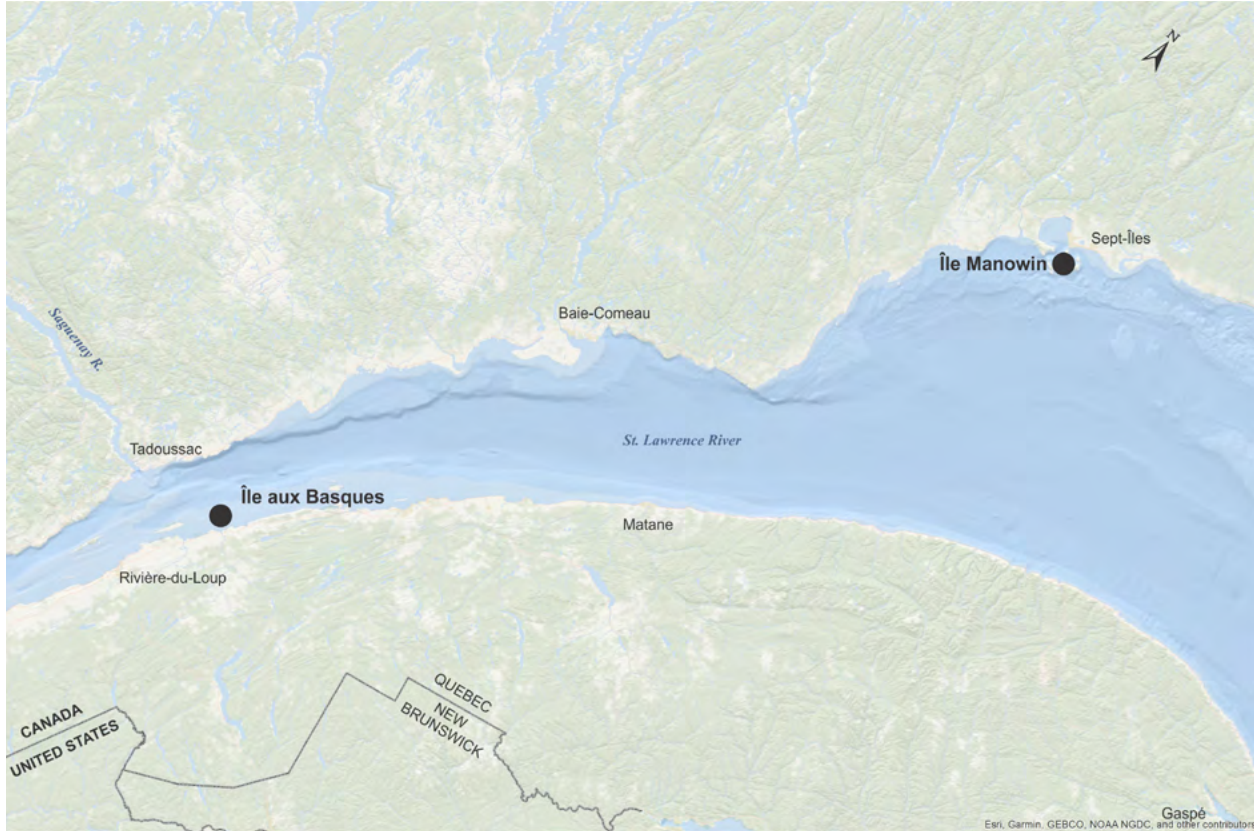 N
Sept-Îles
Île Manowin
Baie-Comeau
Saguenay R.
St. Lawrence River
Tadoussac
Île aux Basques
Matane
Rivière-du-Loup
QUEBEC
NEW
BRUNSWICK
CANADA
UNITED STATES
Gaspé
Esri, Garmin, GEBCO, NOAA NGDC, and other contributors